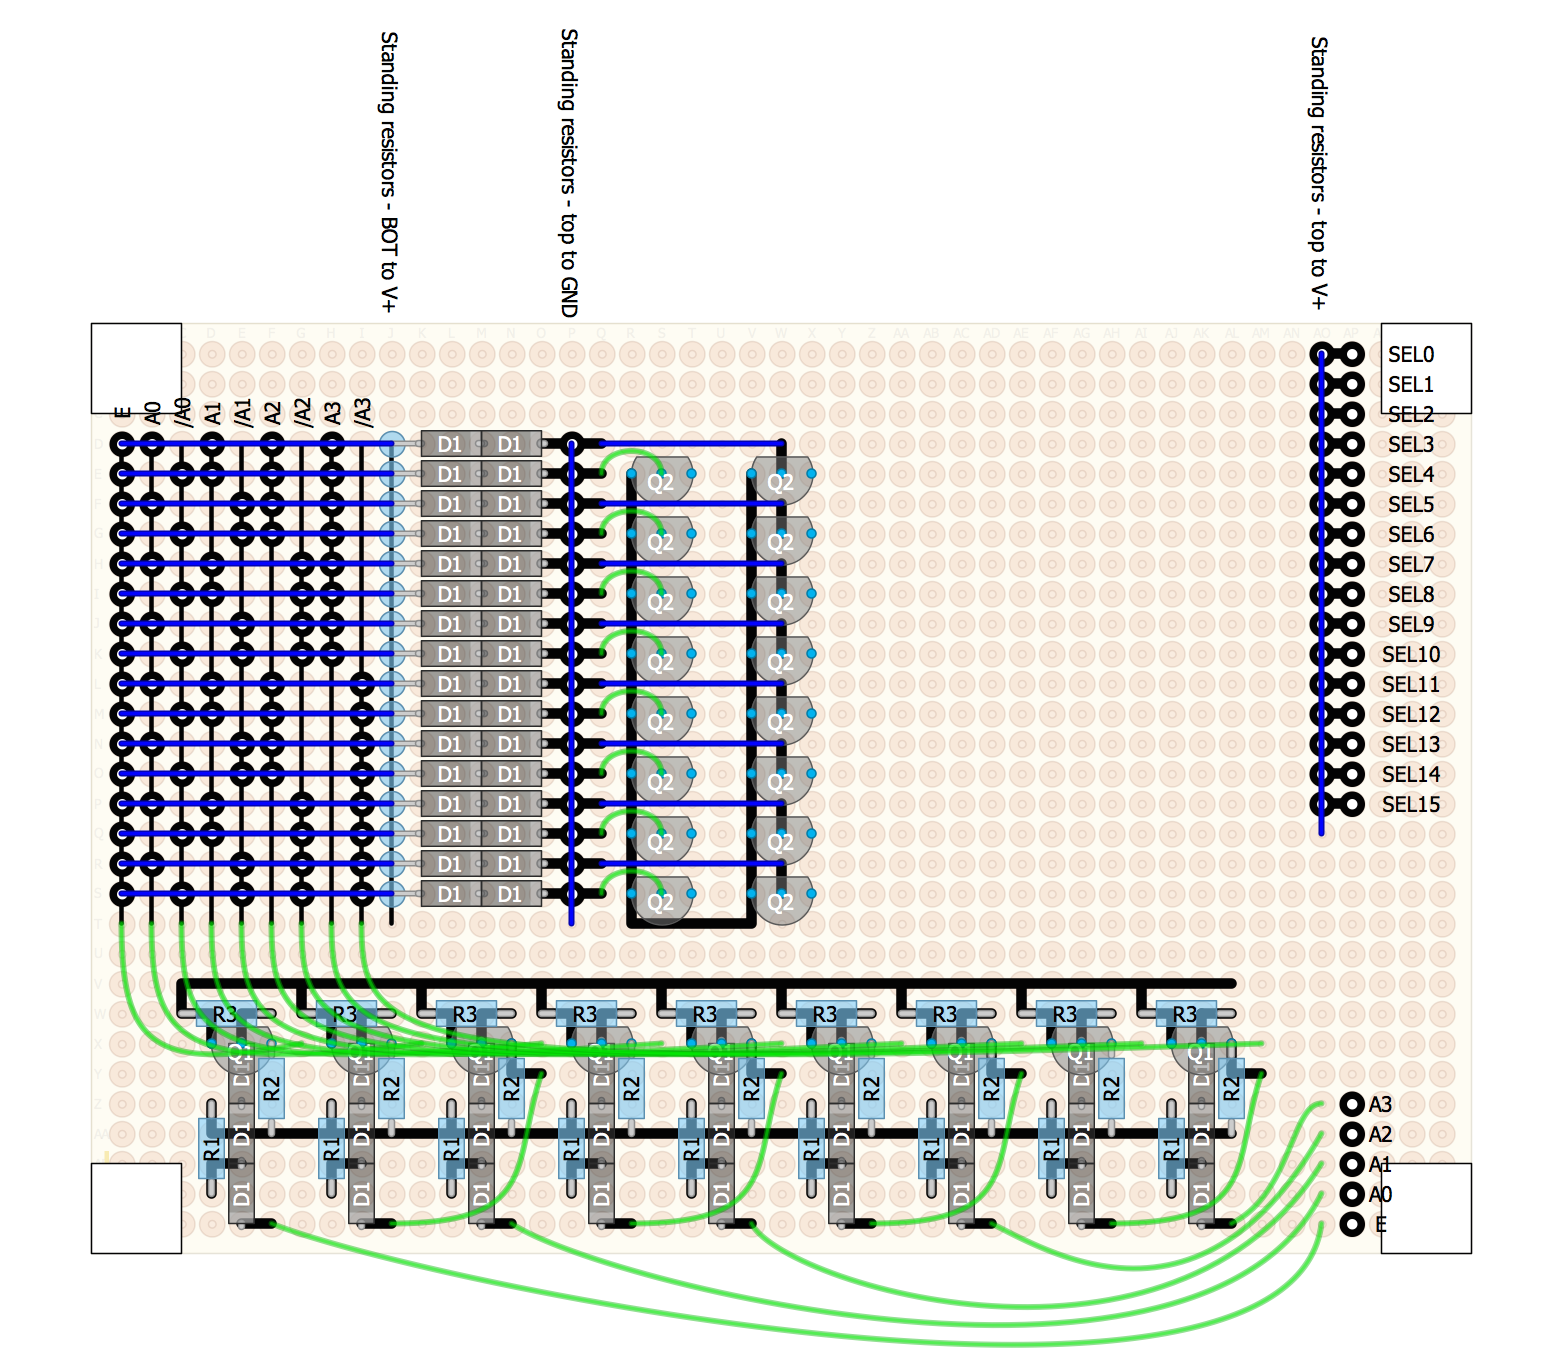 Standing resistors - BOT to V+
Standing resistors - top to GND
Standing resistors - top to V+
E A0 /A0 A1 /A1 A2 /A2 A3 /A3
SEL0
SEL1
SEL2
D1 D1 SEL3
D1 D1 Q2 Q2 SEL4
D1 D1 SEL5
D1 D1 Q2 Q2 SEL6
D1 D1 SEL7
D1 D1 Q2 Q2 SEL8
D1 D1 SEL9
D1 D1 Q2 Q2 SEL10
D1 D1 SEL11
D1 D1 Q2 Q2 SEL12
D1 D1 SEL13
D1 D1 Q2 Q2 SEL14
D1 D1 SEL15
D1 D1 Q2 Q2
D1 D1
D1 D1 Q2 Q2
R3 R3 R3 R3 R3 R3 R3 R3 R3
Q1 Q1 Q1 Q1 Q1 Q1 Q1 Q1 Q1
D1 R2 D1 R2 D1 R2 D1 R2 D1 R2 D1 R2 D1 R2 D1 R2 D1 R2
R1 D1 R1 D1 R1 D1 R1 D1 R1 D1 R1 D1 R1 D1 R1 D1 R1 D1
D1 D1 D1 D1 D1 D1 D1 D1 D1
A3
A2
A1
A0
E